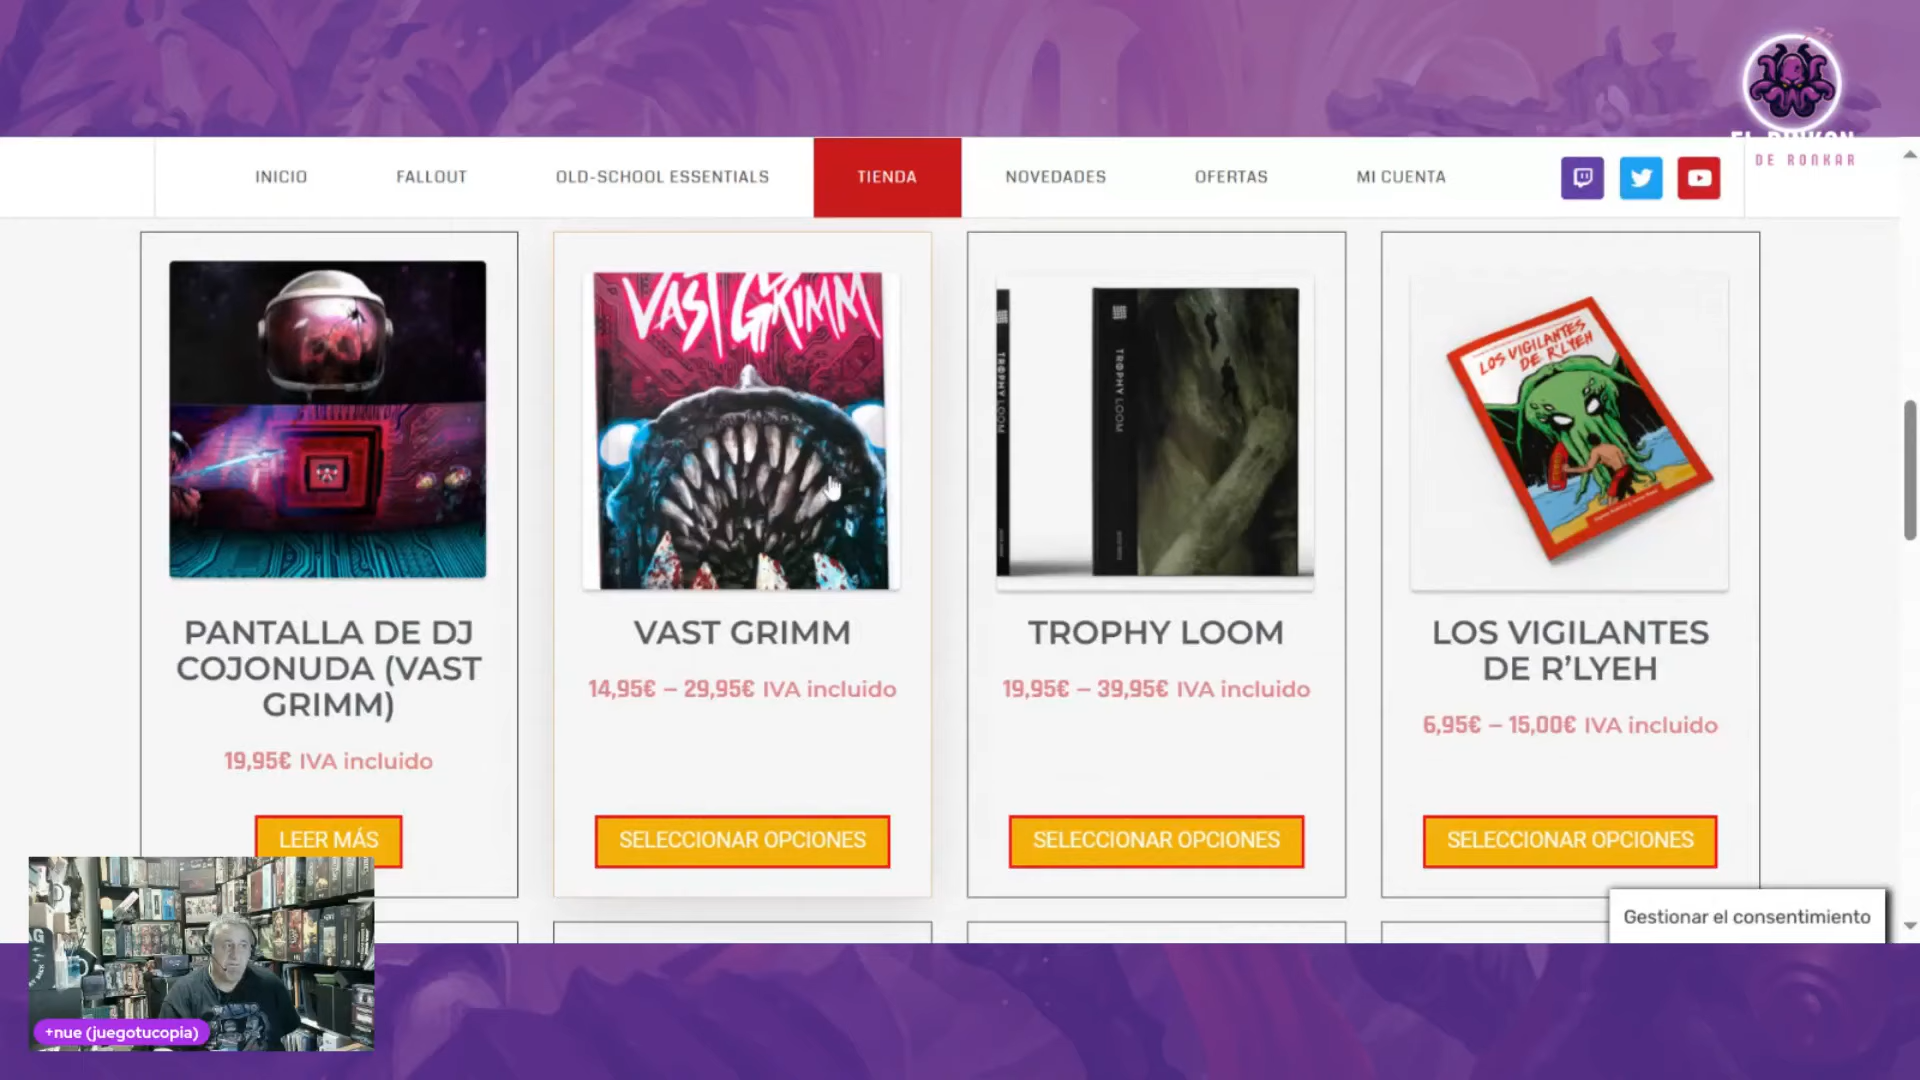 EL RINKON
DE RONKAR
INICIO
FALLOUT
OLD-SCHOOL ESSENTIALS
TIENDA
NOVEDADES
OFERTAS
MI CUENTA
VAST GRIMM
TROPHY LOOM
TROPHY LOOM
LOS VIGILANTES
DE R'LYEH
PANTALLA DE DJ
COJONUDA (VAST
GRIMM)
19,95€ IVA incluido
LEER MÁS
VAST GRIMM
14,95€ – 29,95€ IVA incluido
SELECCIONAR OPCIONES
TROPHY LOOM
19,95€ – 39,95€ IVA incluido
SELECCIONAR OPCIONES
LOS VIGILANTES
DE R’LYEH
6,95€ – 15,00€ IVA incluido
SELECCIONAR OPCIONES
Gestionar el consentimiento
+nue (juegotucopia)